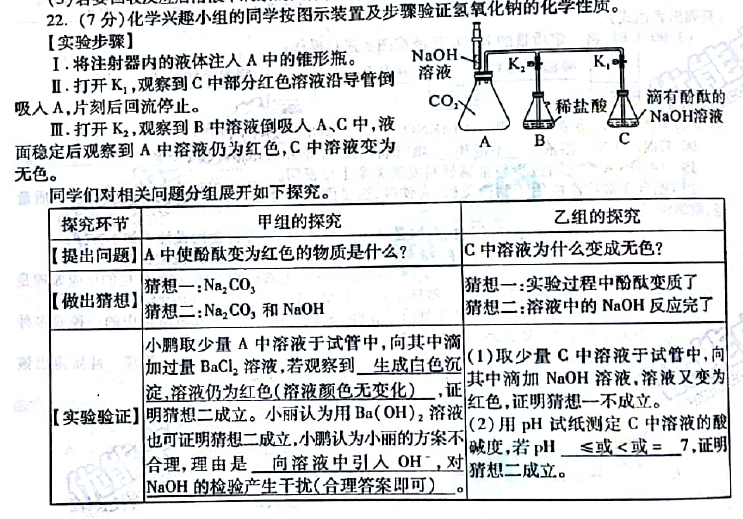 22.(7分)化学兴趣小组的同学按图示装置及步骤验证氢氧化钠的化学性质。
【实验步骤】
Ⅰ.将注射器内的液体注人A中的锥形瓶。
Ⅱ.打开K₁,观察到C中部分红色溶液沿导管倒
吸人A,片刻后回流停止。
Ⅲ.打开K₂,观察到B中溶液倒吸人A、C中,液
面稳定后观察到A中溶液仍为红色,C中溶液变为
无色。
NaOH
溶液
CO₂
K₂
K₁
稀盐酸
滴有酚酞的
NaOH溶液
A
B
C
同学们对相关问题分组展开如下探究。
探究环节
甲组的探究
乙组的探究
【提出问题】
A中使酚酞变为红色的物质是什么?
C中溶液为什么变成无色?
【做出猜想】
猜想一:Na₂CO₃
猜想二:Na₂CO₃和NaOH
猜想一:实验过程中酚酞变质了
猜想二:溶液中的NaOH反应完了
【实验验证】
小鹏取少量A中溶液于试管中,向其中滴
加过量BaCl₂溶液,若观察到 生成白色沉
淀,溶液仍为红色(溶液颜色无变化) ,证
明猜想二成立。小丽认为用Ba(OH)₂溶液
也可证明猜想二成立,小鹏认为小丽的方案不
合理,理由是 向溶液中引人OH⁻,对
NaOH的检验产生干扰(合理答案即可) 。
(1)取少量C中溶液于试管中,向
其中滴加NaOH溶液,溶液又变为
红色,证明猜想一不成立。
(2)用pH试纸测定C中溶液的酸
碱度,若pH ≤或<或= 7,证明
猜想二成立。